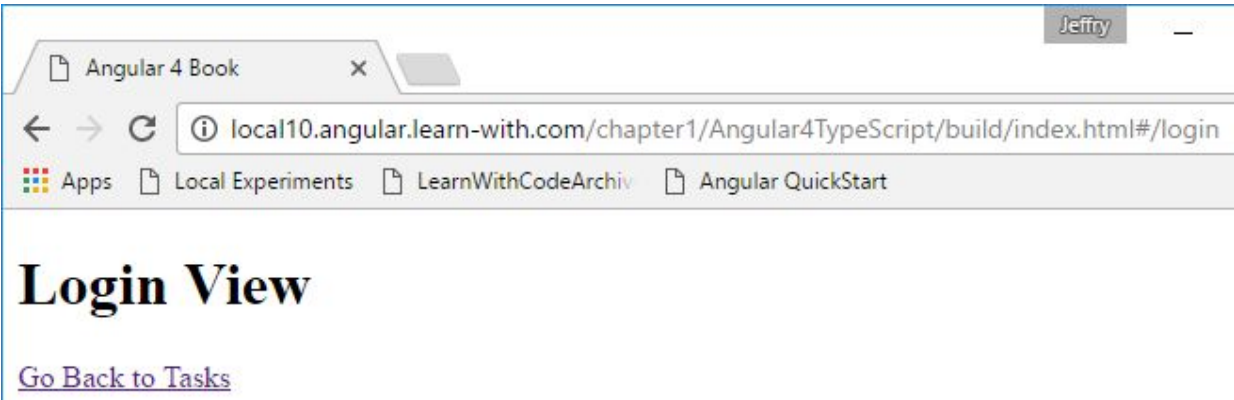 Jeffry
Angular 4 Book
local10.angular.learn-with.com/chapter1/Angular4TypeScript/build/index.html#/login
Apps Local Experiments LearnWithCodeArchiv Angular QuickStart
Login View
Go Back to Tasks